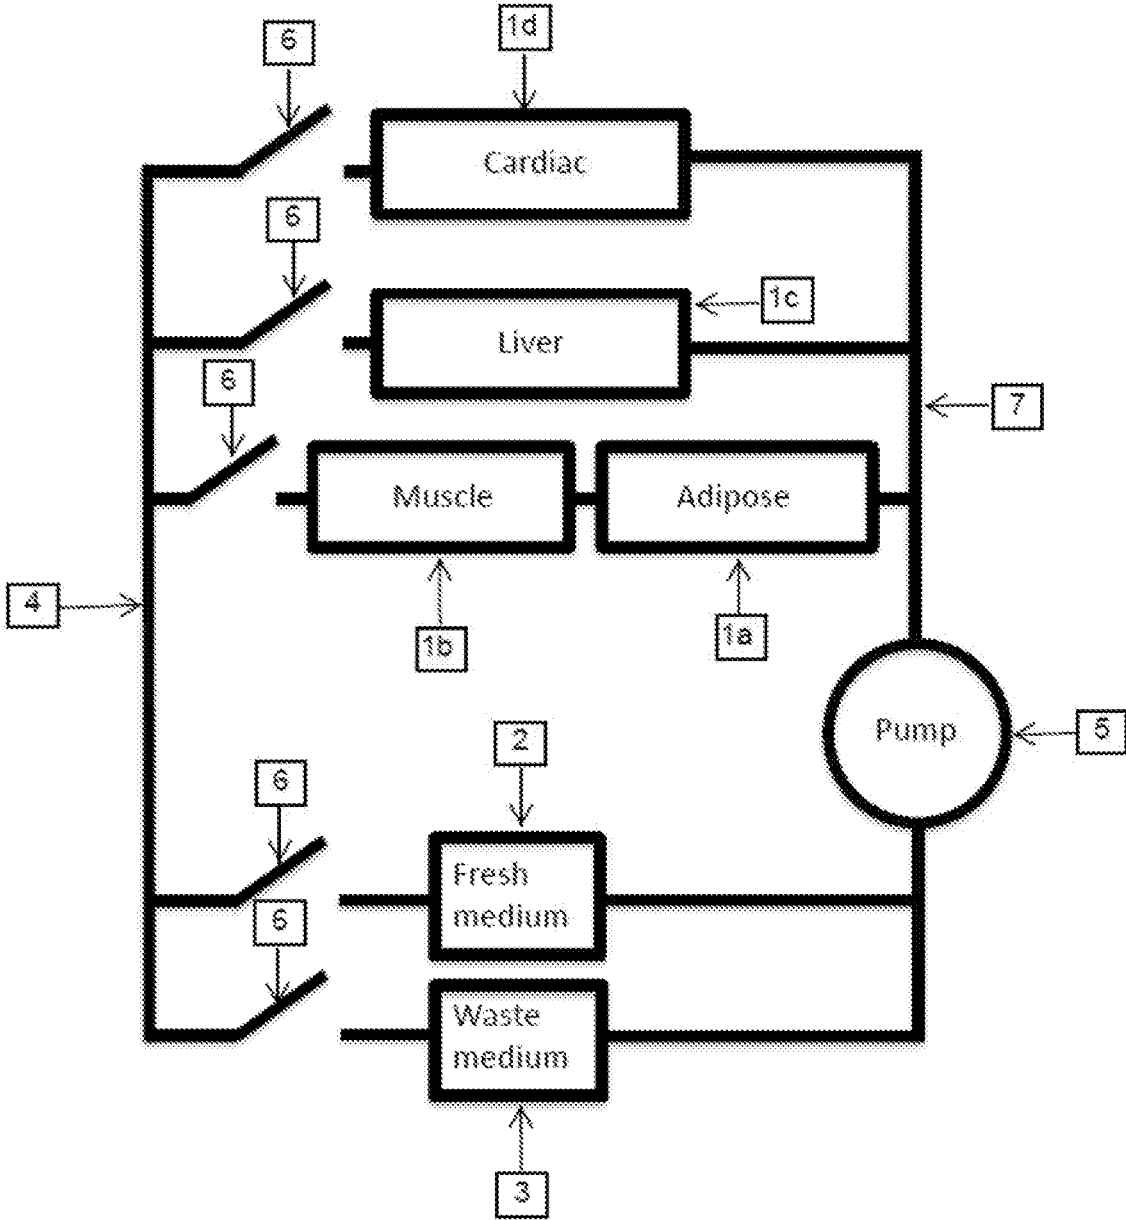 1d
6
Cardiac
6
1c
Liver
6
7
Muscle
Adipose
4
1b
1a
2
Pump
5
6
Fresh
medium
6
Waste
medium
3